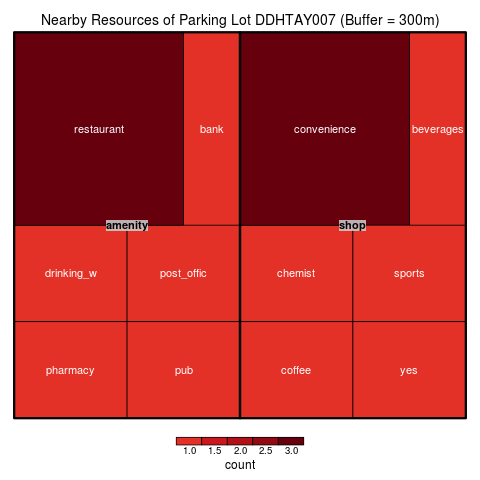 Nearby Resources of Parking Lot DDHTAY007 (Buffer = 300m)
restaurant bank convenience beverages
amenity shop
drinking_w post_offic chemist sports
pharmacy pub coffee yes
1.0 1.5 2.0 2.5 3.0
count